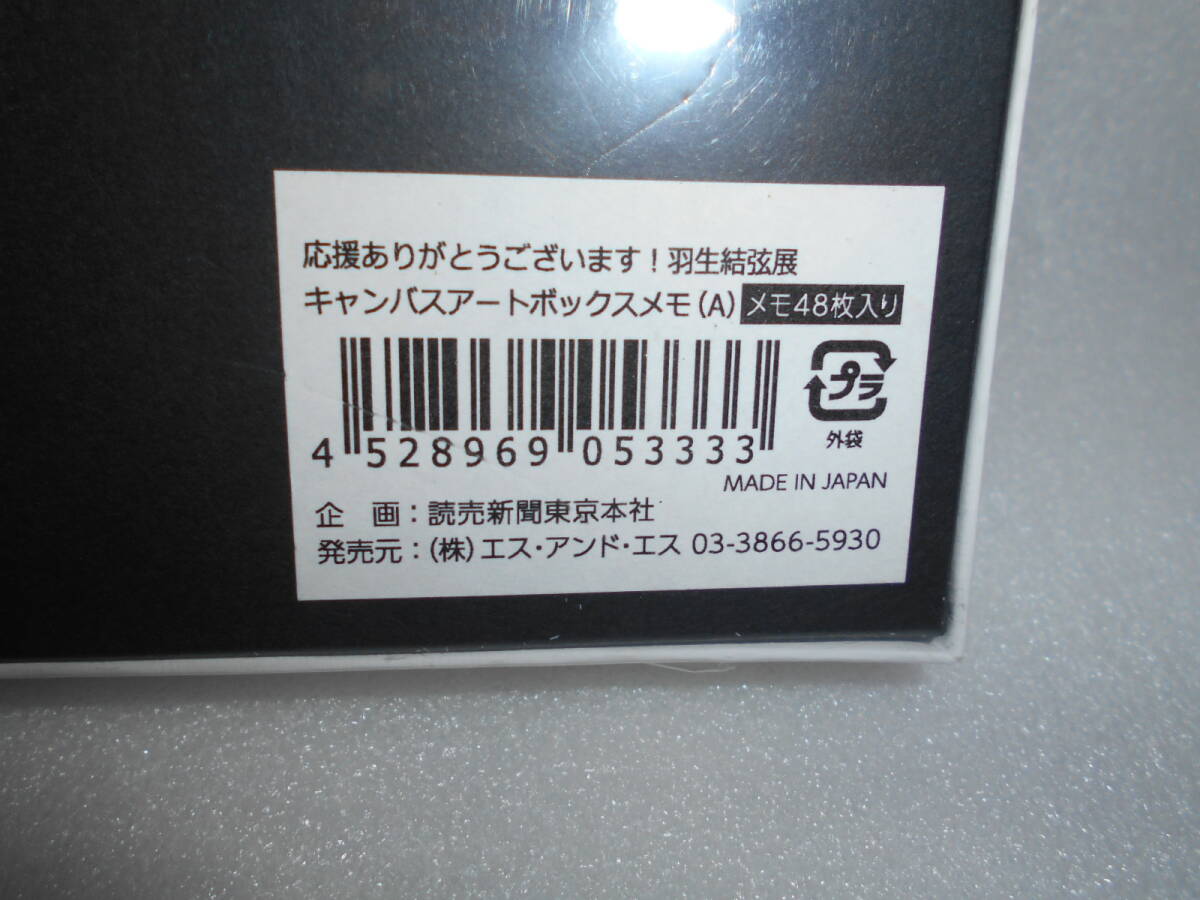 応援ありがとうございます！羽生結弦展
キャンバスアートボックスメモ（A） メモ48枚入り
プラ
外袋
4 528969 053333
MADE IN JAPAN
企　画：読売新聞東京本社
発売元：（株）エス・アンド・エス 03-3866-5930